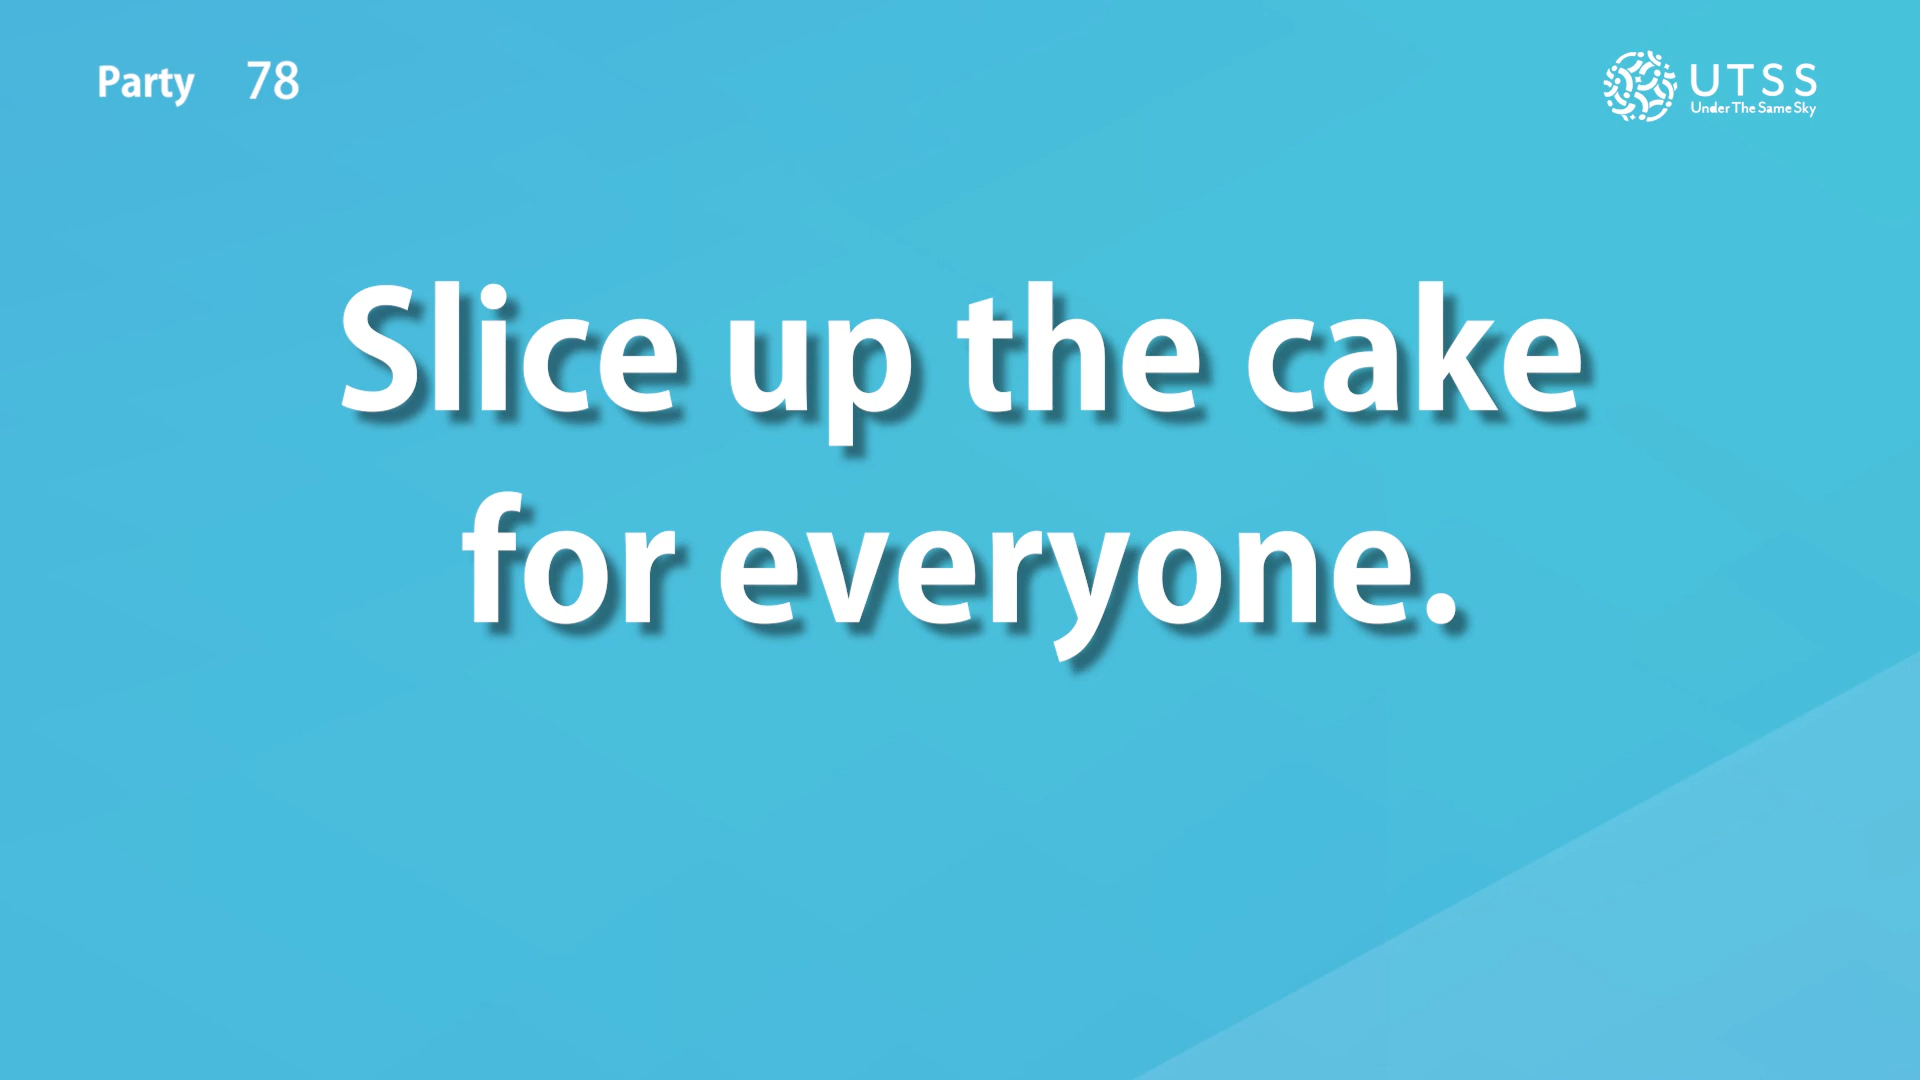 Party 78
UTSS
Under The Same Sky
Slice up the cake
for everyone.